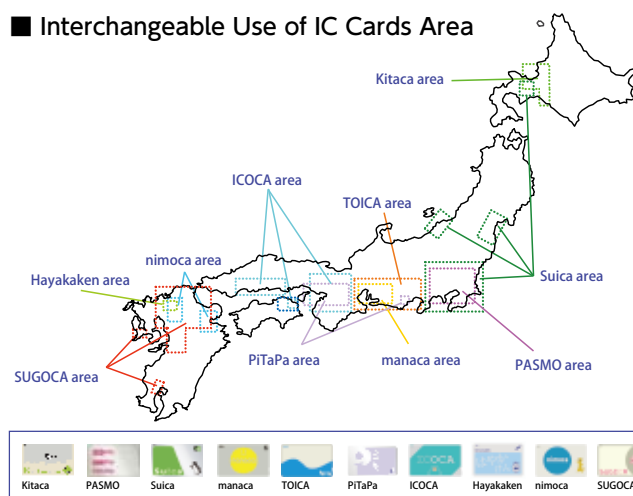 ■ Interchangeable Use of IC Cards Area
Kitaca area
ICOCA area
TOICA area
nimoca area
Hayakaken area
Suica area
PiTaPa area
manaca area
PASMO area
SUGOCA area
Kitaca PASMO Suica manaca TOICA PiTaPa ICOCA Hayakaken nimoca SUGOCA